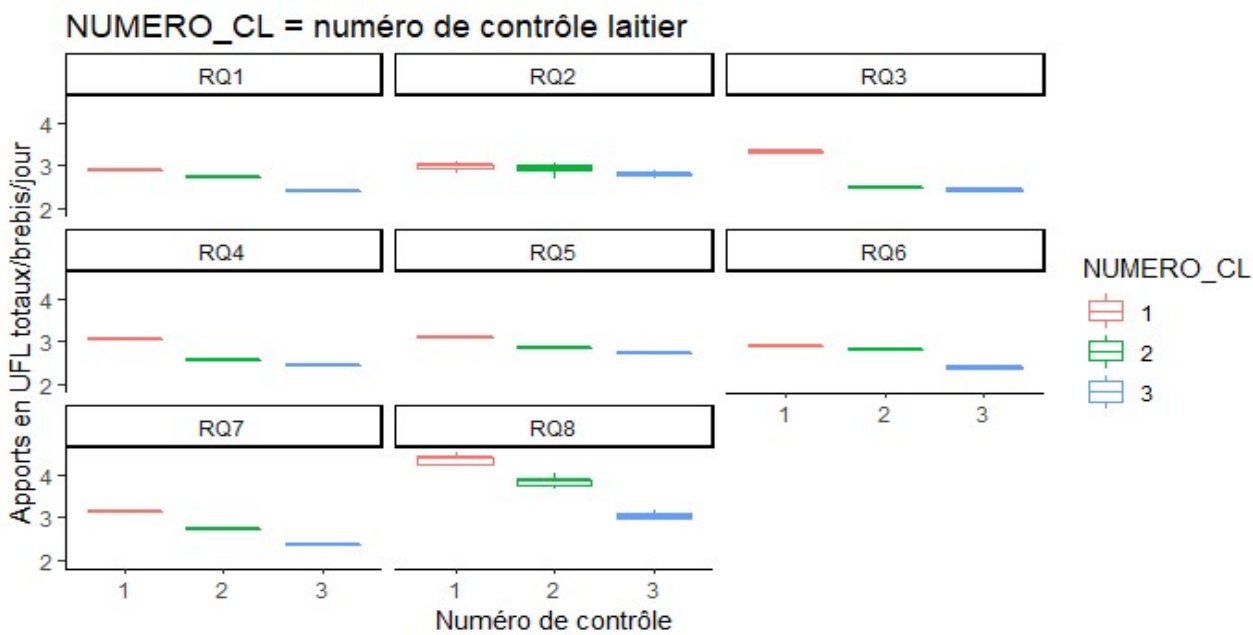 NUMERO_CL = numéro de contrôle laitier
RQ1
RQ2
RQ3
4
3
2
RQ4
RQ5
RQ6
4
3
2
1
2
3
RQ7
RQ8
4
3
2
1
2
3
1
2
3
Apports en UFL totaux/brebis/jour
Numéro de contrôle
NUMERO_CL
1
2
3